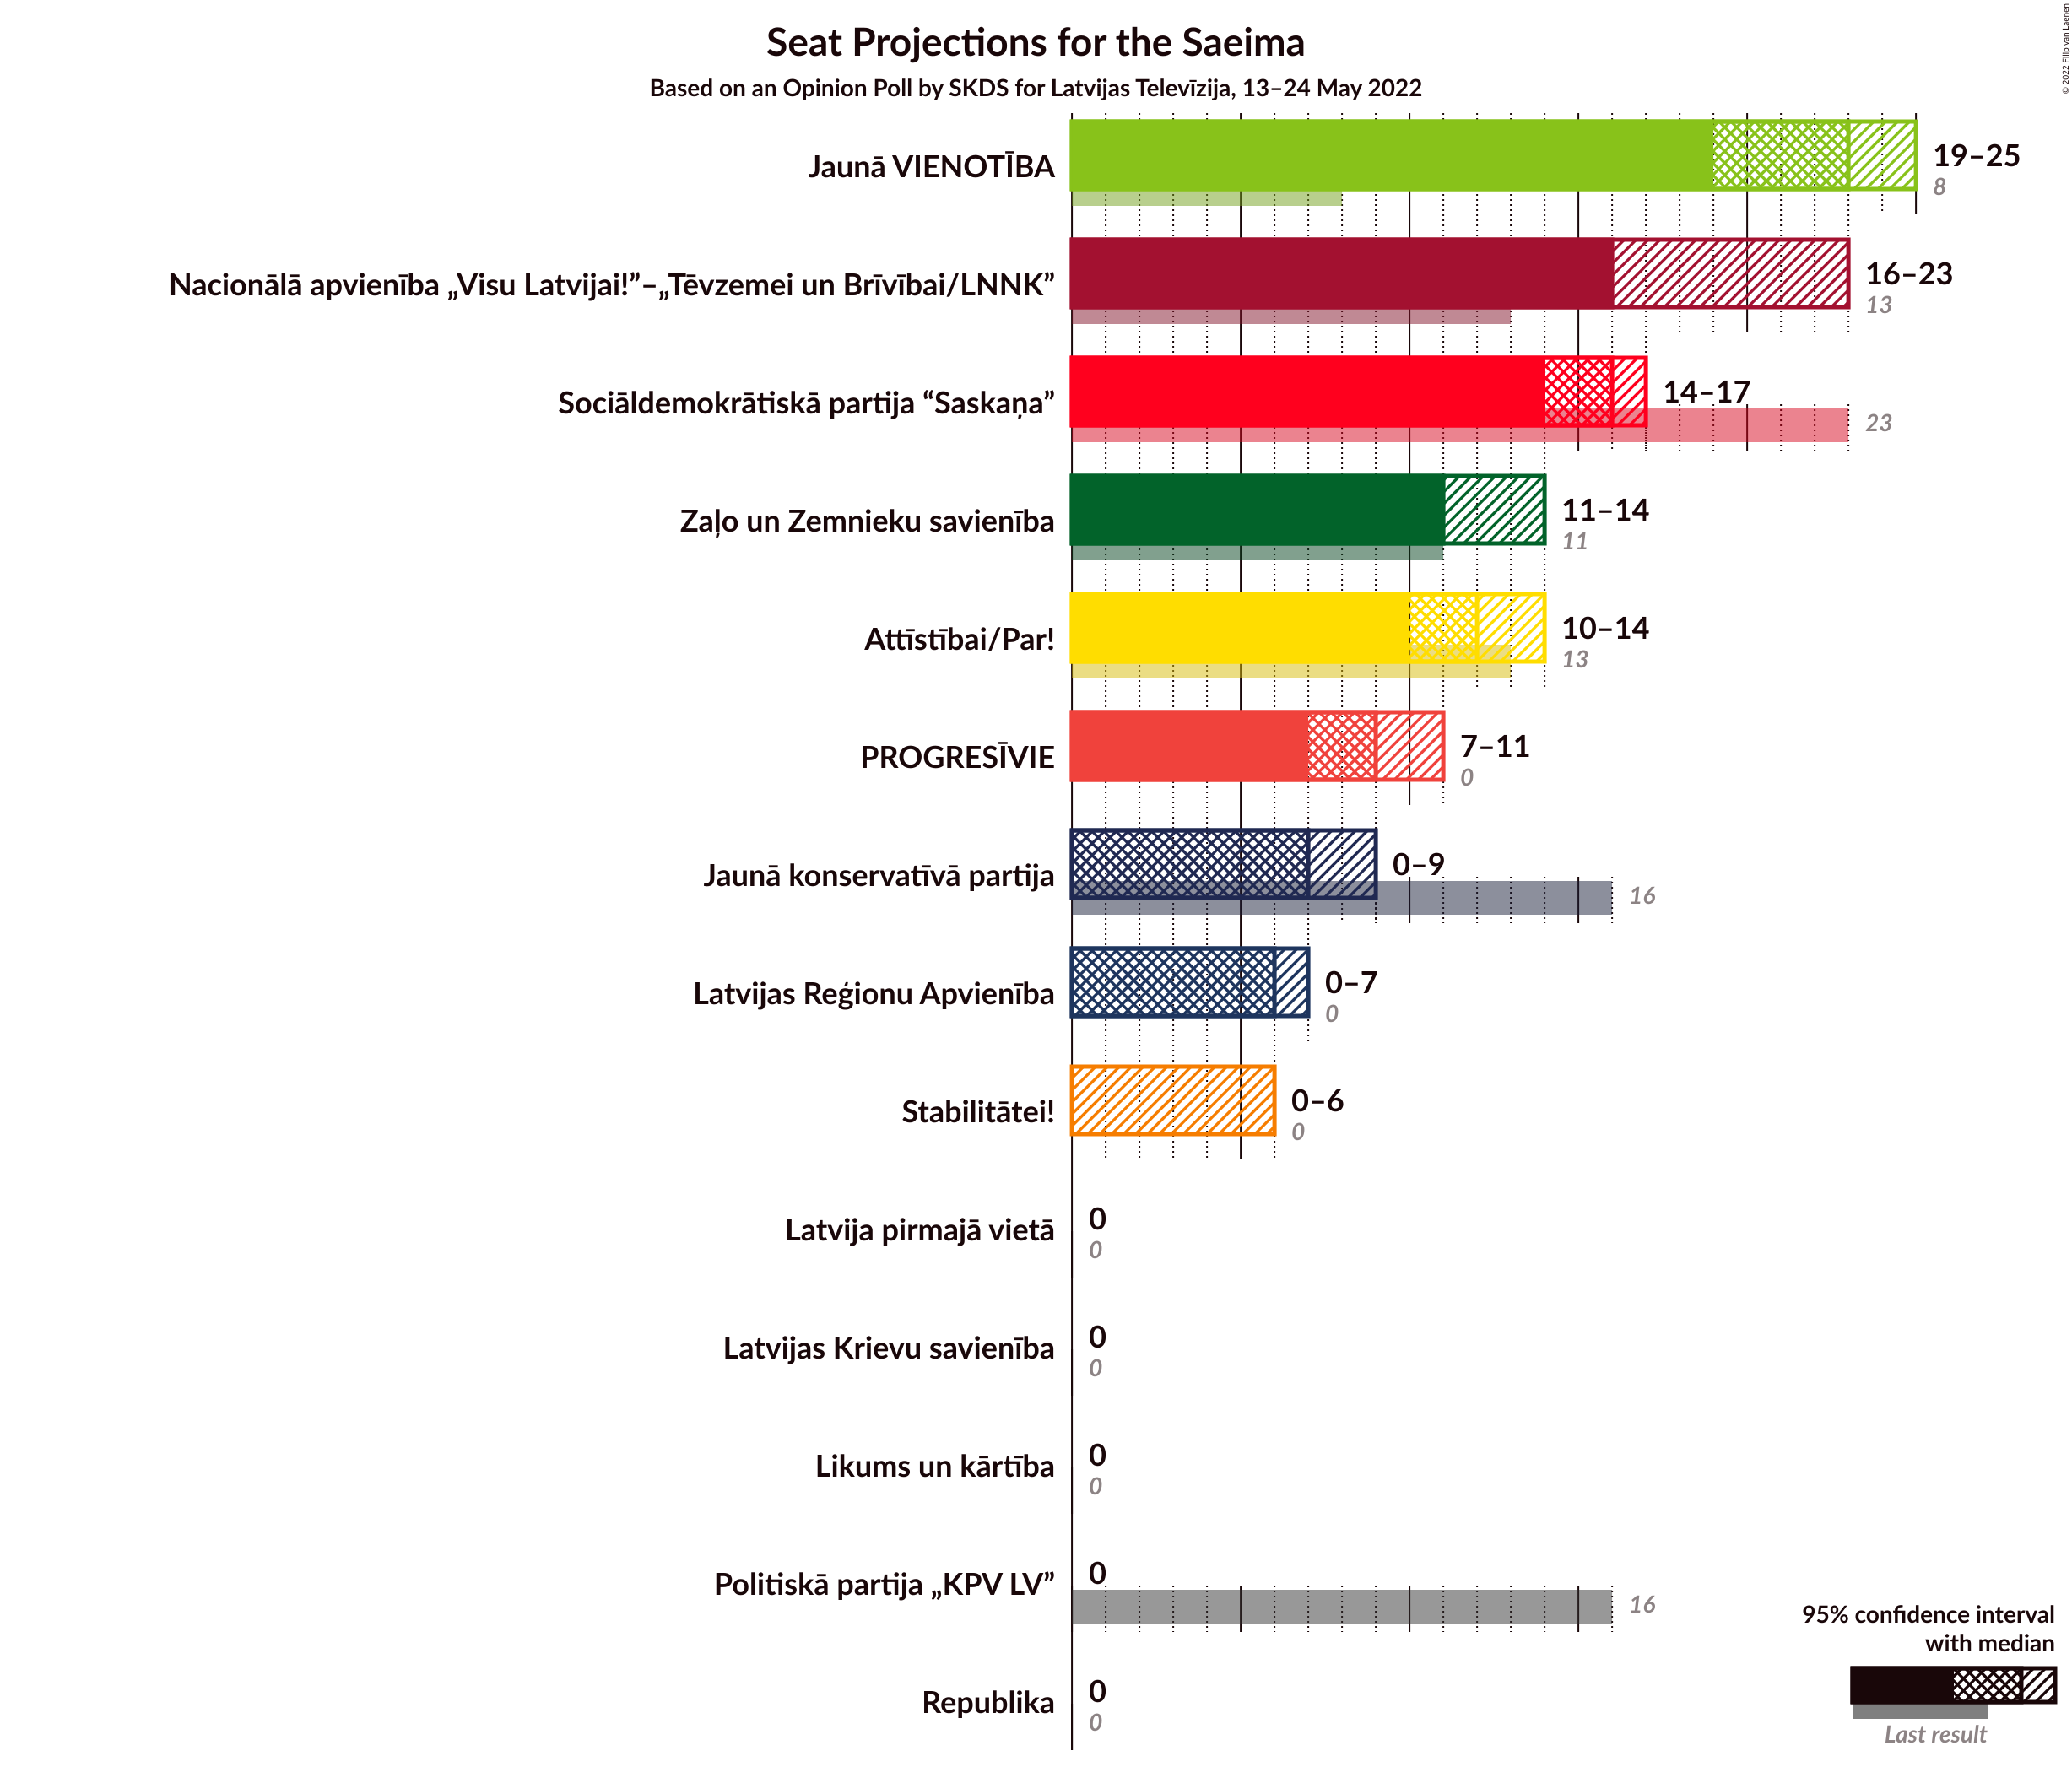 Seat Projections for the Saeima
Based on an Opinion Poll by SKDS for Latvijas Televīzija, 13–24 May 2022
© 2022 Filip van Laenen
Jaunā VIENOTĪBA
19–25
8
Nacionālā apvienība „Visu Latvijai!”–„Tēvzemei un Brīvībai/LNNK”
16–23
13
Sociāldemokrātiskā partija “Saskaņa”
14–17
23
Zaļo un Zemnieku savienība
11–14
11
Attīstībai/Par!
10–14
13
PROGRESĪVIE
7–11
0
Jaunā konservatīvā partija
0–9
16
Latvijas Reģionu Apvienība
0–7
0
Stabilitātei!
0–6
0
Latvija pirmajā vietā
0
0
Latvijas Krievu savienība
0
0
Likums un kārtība
0
0
Politiskā partija „KPV LV”
0
16
Republika
0
0
95% confidence interval
with median
Last result